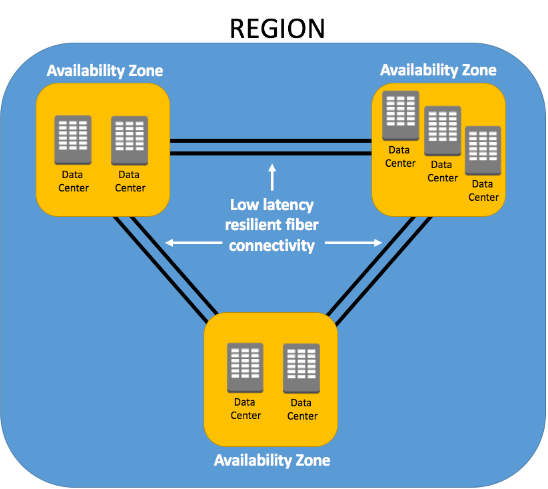 REGION
Availability Zone
Availability Zone
Data
Center
Data
Center
Data
Center
Data
Center
Data
Center
Low latency
resilient fiber
connectivity
Data
Center
Data
Center
Availability Zone